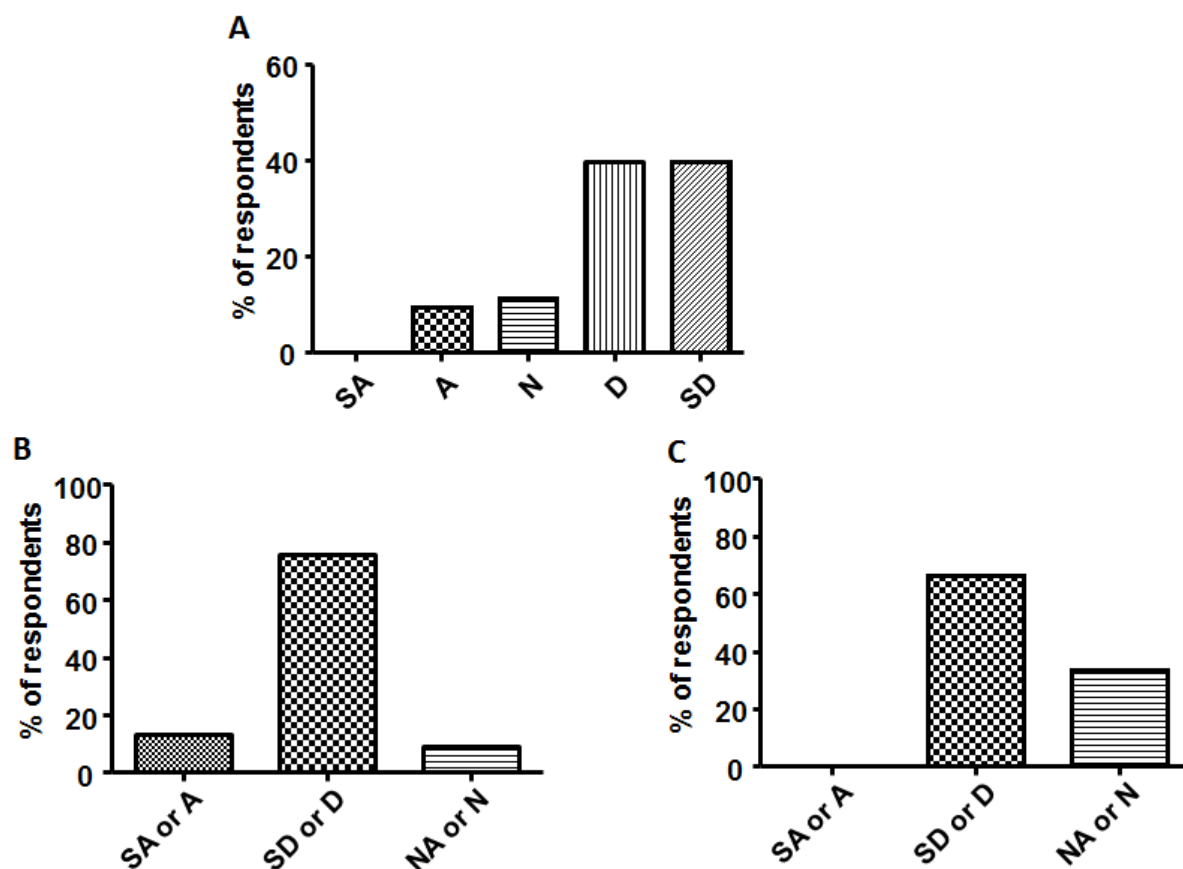 A
% of respondents
60
40
20
0
SA
A
N
D
SD
B
% of respondents
100
80
60
40
20
0
SA or A
SD or D
NA or N
C
% of respondents
100
80
60
40
20
0
SA or A
SD or D
NA or N